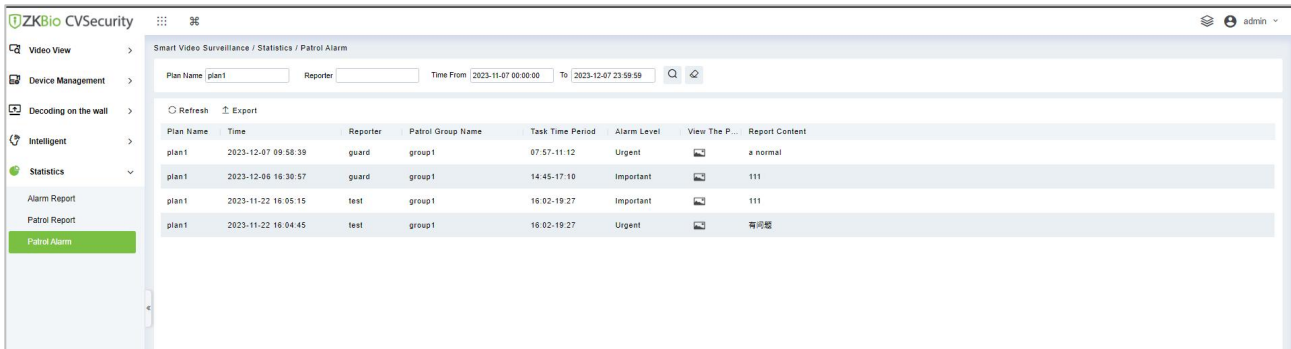 ZKBio CVSecurity
admin
Video View
Device Management
Decoding on the wall
Intelligent
Statistics
Alarm Report
Patrol Report
Patrol Alarm
Smart Video Surveillance / Statistics / Patrol Alarm
Plan Name plan1 Reporter Time From 2023-11-07 00:00:00 To 2023-12-07 23:59:59
Refresh Export
Plan Name Time Reporter Patrol Group Name Task Time Period Alarm Level View The P... Report Content
plan1 2023-12-07 09:58:39 guard group1 07:57-11:12 Urgent a normal
plan1 2023-12-06 16:30:57 guard group1 14:45-17:10 Important 111
plan1 2023-11-22 16:05:15 test group1 16:02-19:27 Important 111
plan1 2023-11-22 16:04:45 test group1 16:02-19:27 Urgent 有问题